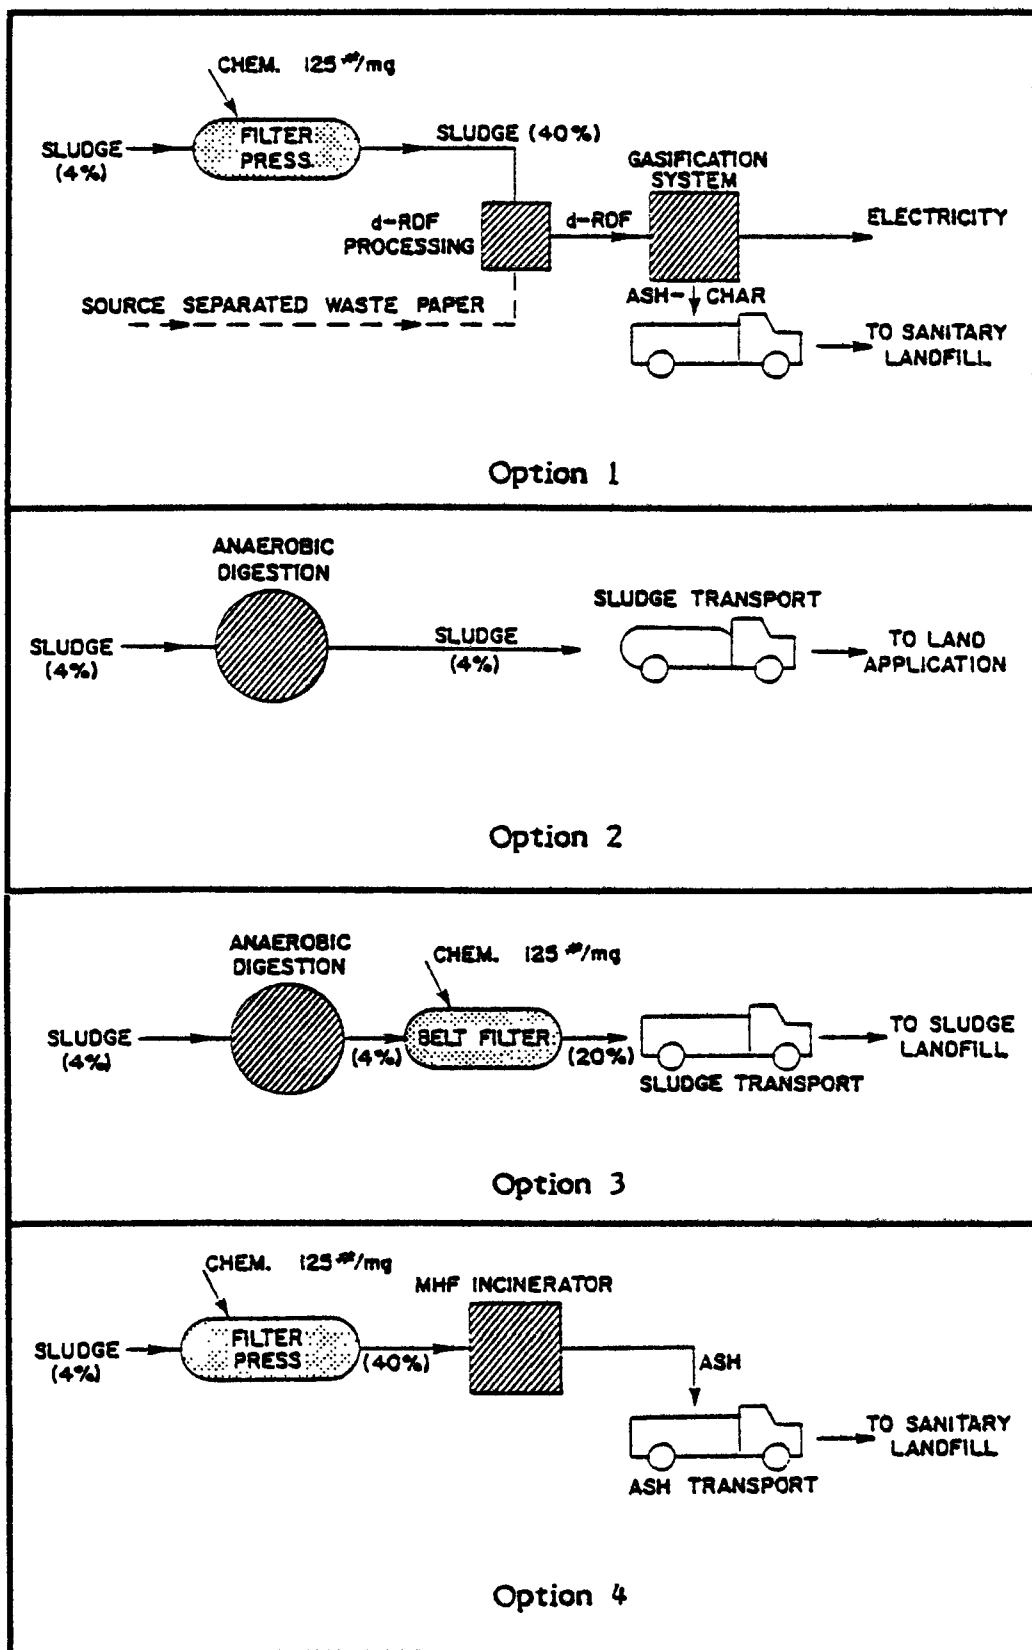 CHEM. 125 #/mg
FILTER
PRESS
SLUDGE
(4%)
SLUDGE (40%)
GASIFICATION
SYSTEM
d-RDF
PROCESSING
d-RDF
ELECTRICITY
SOURCE SEPARATED WASTE PAPER
ASH- CHAR
TO SANITARY
LANDFILL
Option 1
ANAEROBIC
DIGESTION
SLUDGE
(4%)
SLUDGE
(4%)
SLUDGE TRANSPORT
TO LAND
APPLICATION
Option 2
ANAEROBIC
DIGESTION
CHEM. 125 #/mg
SLUDGE
(4%)
(4%)
BELT FILTER
(20%)
SLUDGE TRANSPORT
TO SLUDGE
LANDFILL
Option 3
CHEM. 125 #/mg
MHF INCINERATOR
SLUDGE
(4%)
FILTER
PRESS
(40%)
ASH
TO SANITARY
LANDFILL
ASH TRANSPORT
Option 4